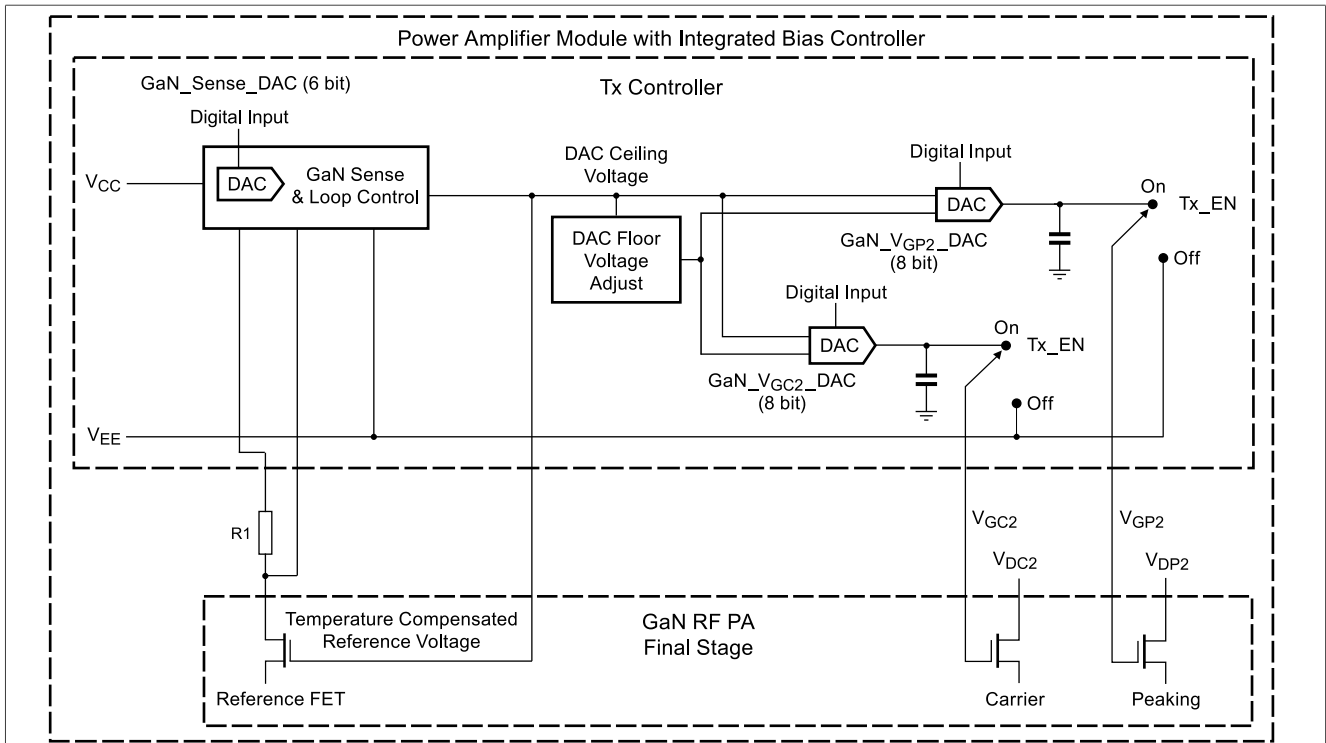 Power Amplifier Module with Integrated Bias Controller
Tx Controller
GaN_Sense_DAC (6 bit)
Digital Input
VCC
DAC
GaN Sense
& Loop Control
DAC Ceiling
Voltage
DAC Floor
Voltage
Adjust
Digital Input
DAC
GaN_VGP2_DAC
(8 bit)
On
Tx_EN
Off
Digital Input
DAC
GaN_VGC2_DAC
(8 bit)
On
Tx_EN
Off
VEE
R1
VGC2
VDC2
VGP2
VDP2
Temperature Compensated
Reference Voltage
GaN RF PA
Final Stage
Reference FET
Carrier
Peaking